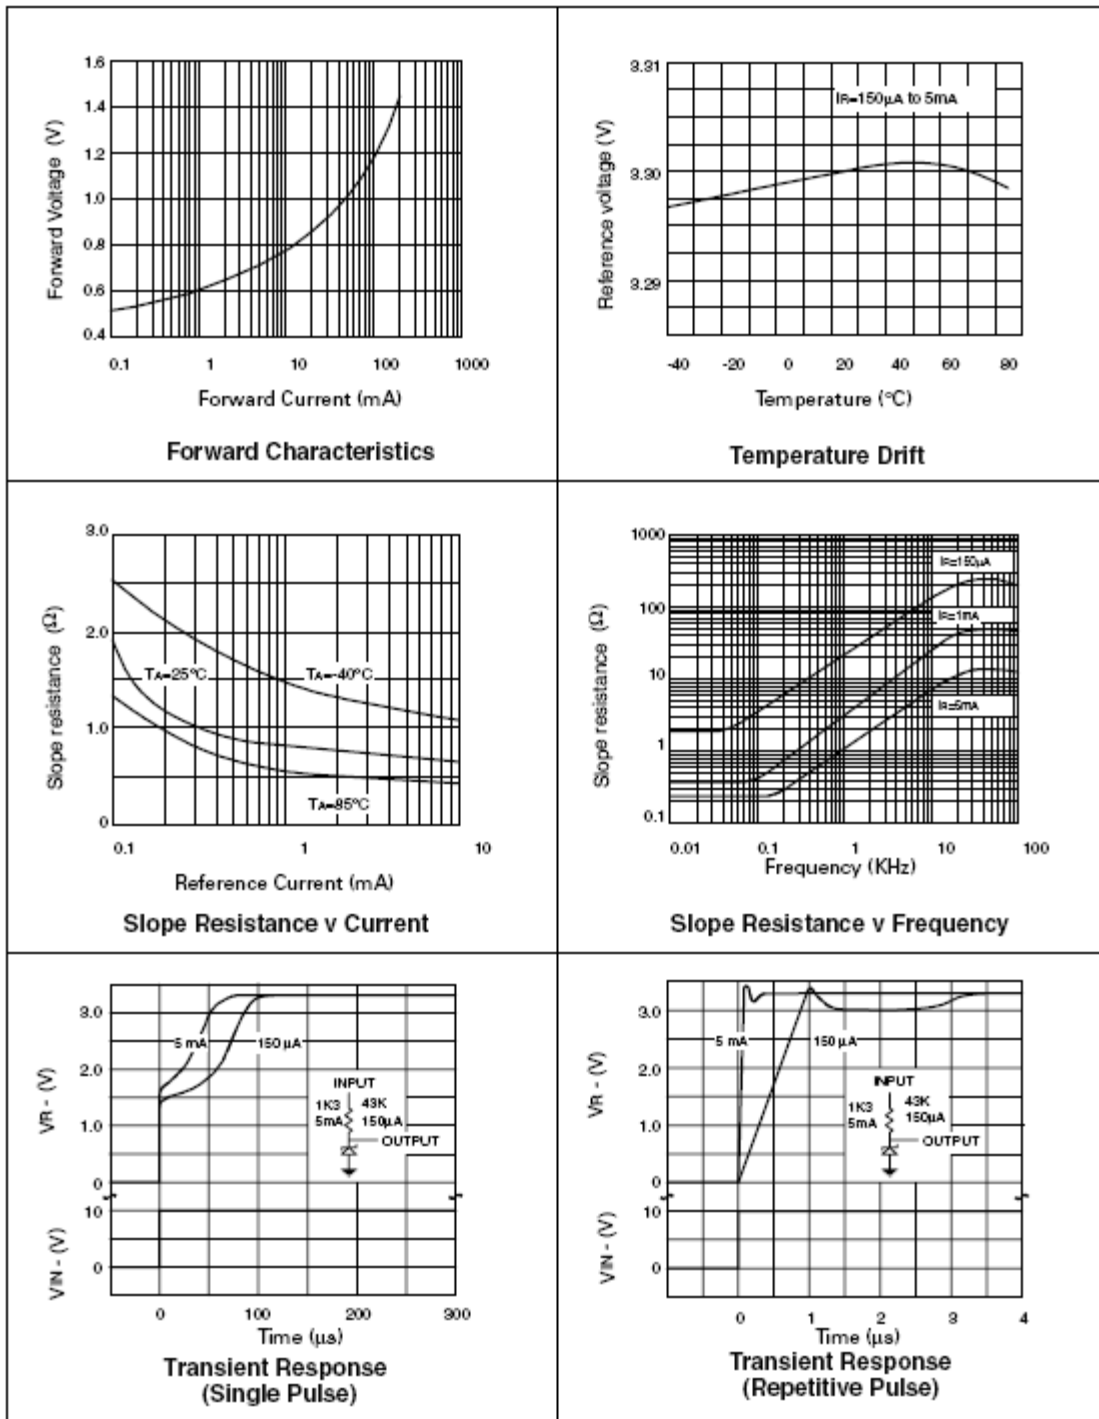 1.6
1.4
1.2
1.0
0.8
0.6
0.4
Forward Voltage (V)
0.1 1 10 100 1000
Forward Current (mA)
Forward Characteristics
3.31
3.30
3.29
Reference voltage (V)
IR=150µA to 5mA
-40 -20 0 20 40 60 80
Temperature (°C)
Temperature Drift
3.0
2.0
1.0
0
Slope resistance (Ω)
TA=25°C
TA=-40°C
TA=85°C
0.1 1 10
Reference Current (mA)
Slope Resistance v Current
1000
100
10
1
0.1
Slope resistance (Ω)
IR=150µA
IR=1mA
IR=5mA
0.01 0.1 1 10 100
Frequency (KHz)
Slope Resistance v Frequency
3.0
2.0
1.0
0
10
0
VR - (V)
VIN - (V)
5 mA
150 µA
INPUT
1K3 43K
5mA 150µA
OUTPUT
0 100 200 300
Time (µs)
Transient Response
(Single Pulse)
3.0
2.0
1.0
0
10
0
VR - (V)
VIN - (V)
5 mA
150 µA
INPUT
1K3 43K
5mA 150µA
OUTPUT
0 1 2 3 4
Time (µs)
Transient Response
(Repetitive Pulse)